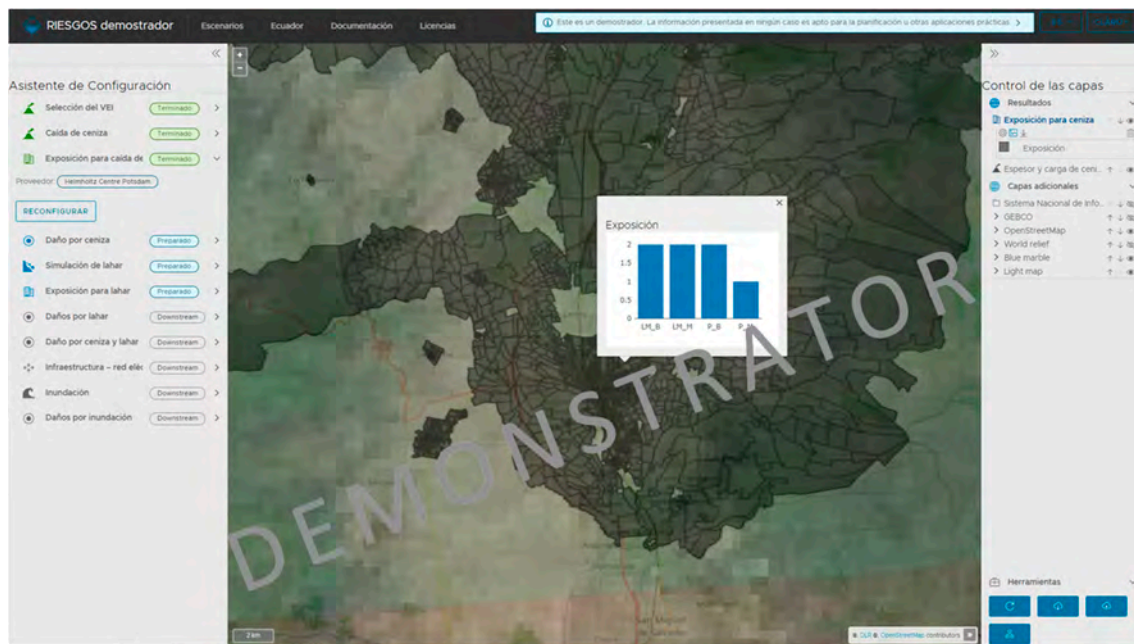 RIESGOS demostrador
Escenarios
Ecuador
Documentación
Licencias
Este es un demostrador. La información presentada en ningún caso es apto para la planificación u otras aplicaciones prácticas
Asistente de Configuración
Selección del VEI
Terminado
Caída de ceniza
Terminado
Exposición para caída de
Terminado
Proveedor: Helmholtz Centre Potsdam
RECONFIGURAR
Daño por ceniza
Preparado
Simulación de lahar
Preparado
Exposición para lahar
Preparado
Daños por lahar
Downstream
Daño por ceniza y lahar
Downstream
Infraestructura – red eléc
Downstream
Inundación
Downstream
Daños por inundación
Downstream
Exposición
2
1.5
1
0.5
0
LM_B
LM_M
P_B
DEMONSTRATOR
2 km
San Miguel
© DLR © OpenStreetMap contributors
Control de las capas
Resultados
Exposición para ceniza
Exposición
Espesor y carga de ceni...
Capas adicionales
Sistema Nacional de Info...
GEBCO
OpenStreetMap
World relief
Blue marble
Light map
Herramientas